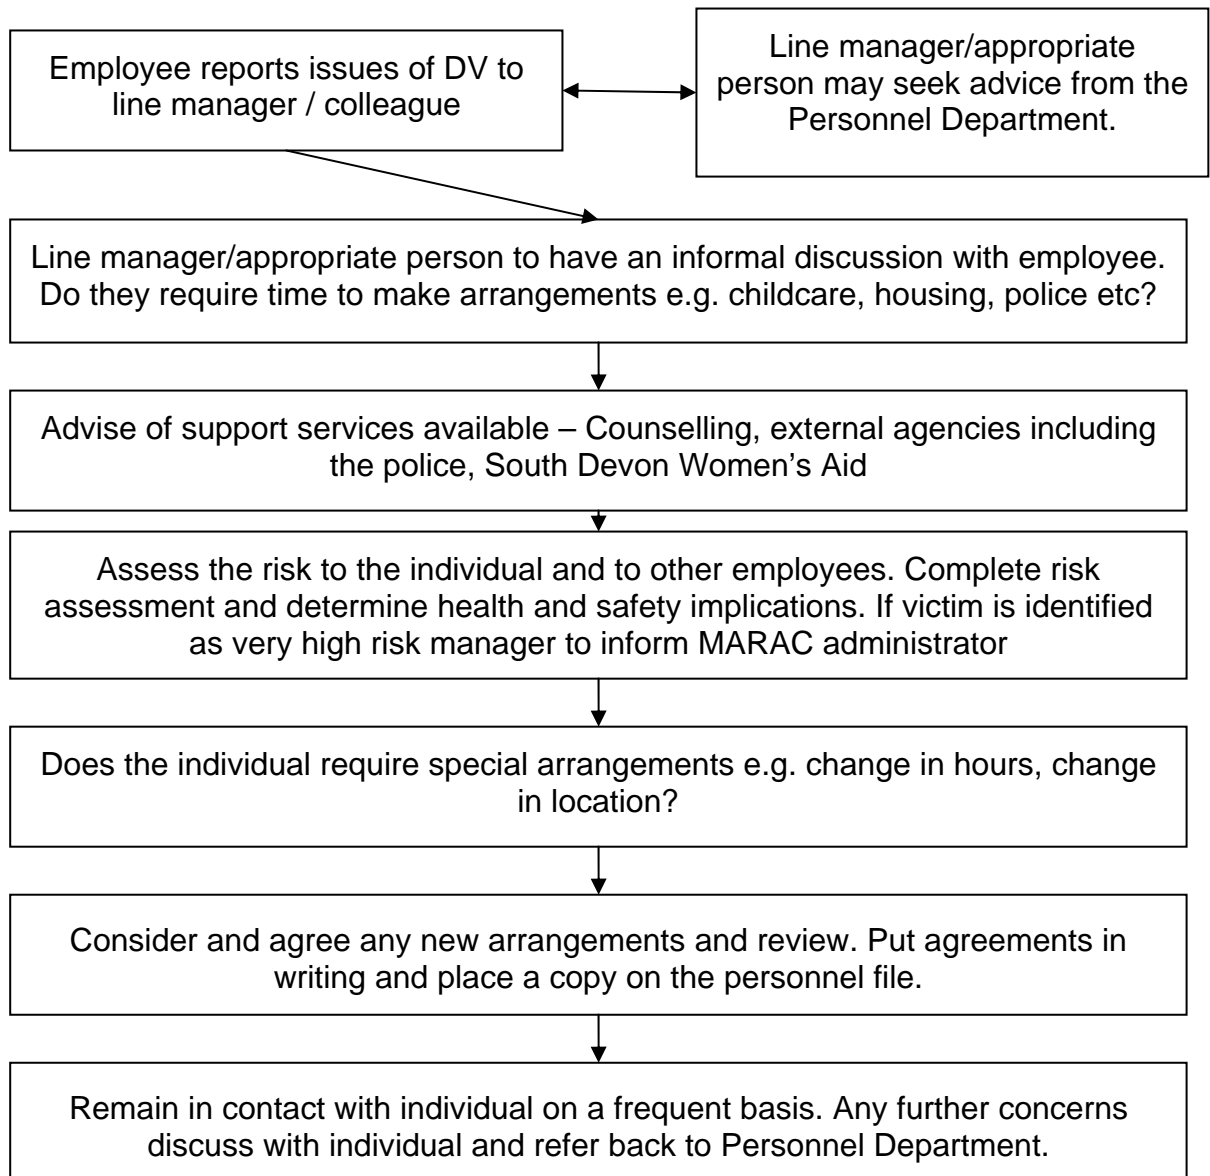 Employee reports issues of DV to
line manager / colleague
Line manager/appropriate
person may seek advice from the
Personnel Department.
Line manager/appropriate person to have an informal discussion with employee.
Do they require time to make arrangements e.g. childcare, housing, police etc?
Advise of support services available – Counselling, external agencies including
the police, South Devon Women’s Aid
Assess the risk to the individual and to other employees. Complete risk
assessment and determine health and safety implications. If victim is identified
as very high risk manager to inform MARAC administrator
Does the individual require special arrangements e.g. change in hours, change
in location?
Consider and agree any new arrangements and review. Put agreements in
writing and place a copy on the personnel file.
Remain in contact with individual on a frequent basis. Any further concerns
discuss with individual and refer back to Personnel Department.